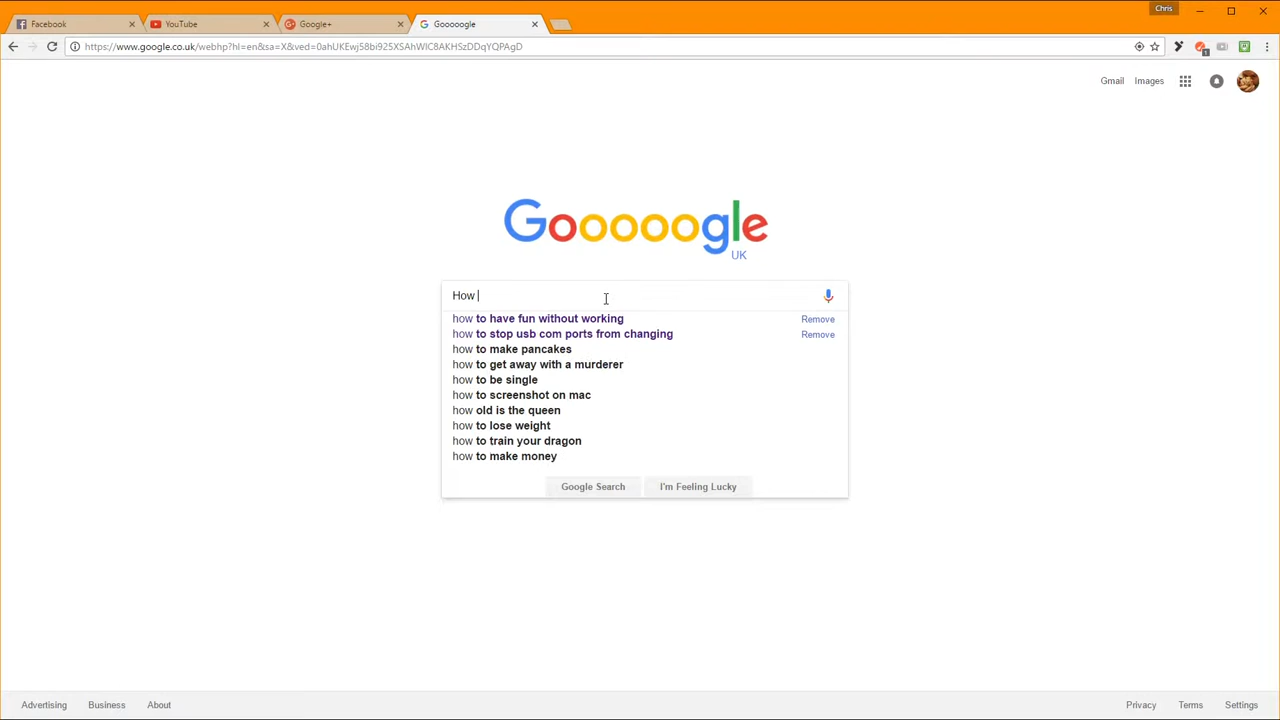 Chris
Facebook
YouTube
Google+
Gooooogle
https://www.google.co.uk/webhp?hl=en&sa=X&ved=0ahUKEwj58bi925XSAhWIC8AKHSzDDqYQPAgD
1
Gmail Images
Gooooogle
UK
How
how to have fun without working Remove
how to stop usb com ports from changing Remove
how to make pancakes
how to get away with a murderer
how to be single
how to screenshot on mac
how old is the queen
how to lose weight
how to train your dragon
how to make money
Google Search I'm Feeling Lucky
Advertising Business About Privacy Terms Settings